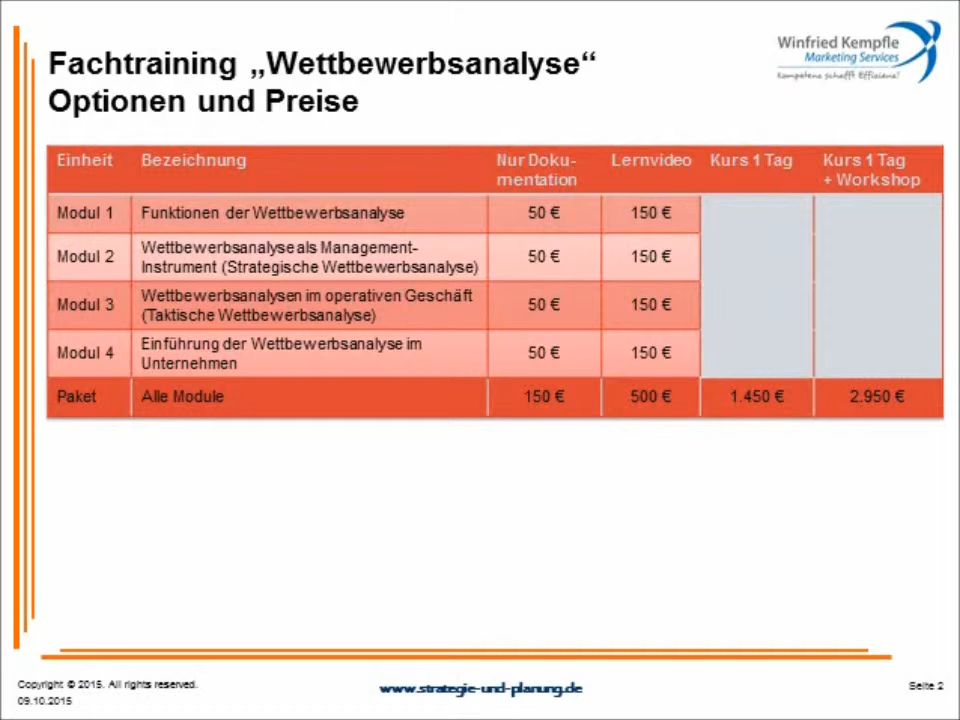 Fachtraining „Wettbewerbsanalyse“
Optionen und Preise
Winfried Kempfle
Marketing Services
Kompetenz schafft Effizienz!
Einheit Bezeichnung Nur Doku- Lernvideo Kurs 1 Tag Kurs 1 Tag
mentation + Workshop
Modul 1 Funktionen der Wettbewerbsanalyse 50 € 150 €
Modul 2 Wettbewerbsanalyse als Management-
Instrument (Strategische Wettbewerbsanalyse) 50 € 150 €
Modul 3 Wettbewerbsanalysen im operativen Geschäft
(Taktische Wettbewerbsanalyse) 50 € 150 €
Modul 4 Einführung der Wettbewerbsanalyse im
Unternehmen 50 € 150 €
Paket Alle Module 150 € 500 € 1.450 € 2.950 €
Copyright © 2015. All rights reserved.
09.10.2015
www.strategie-und-planung.de
Seite 2